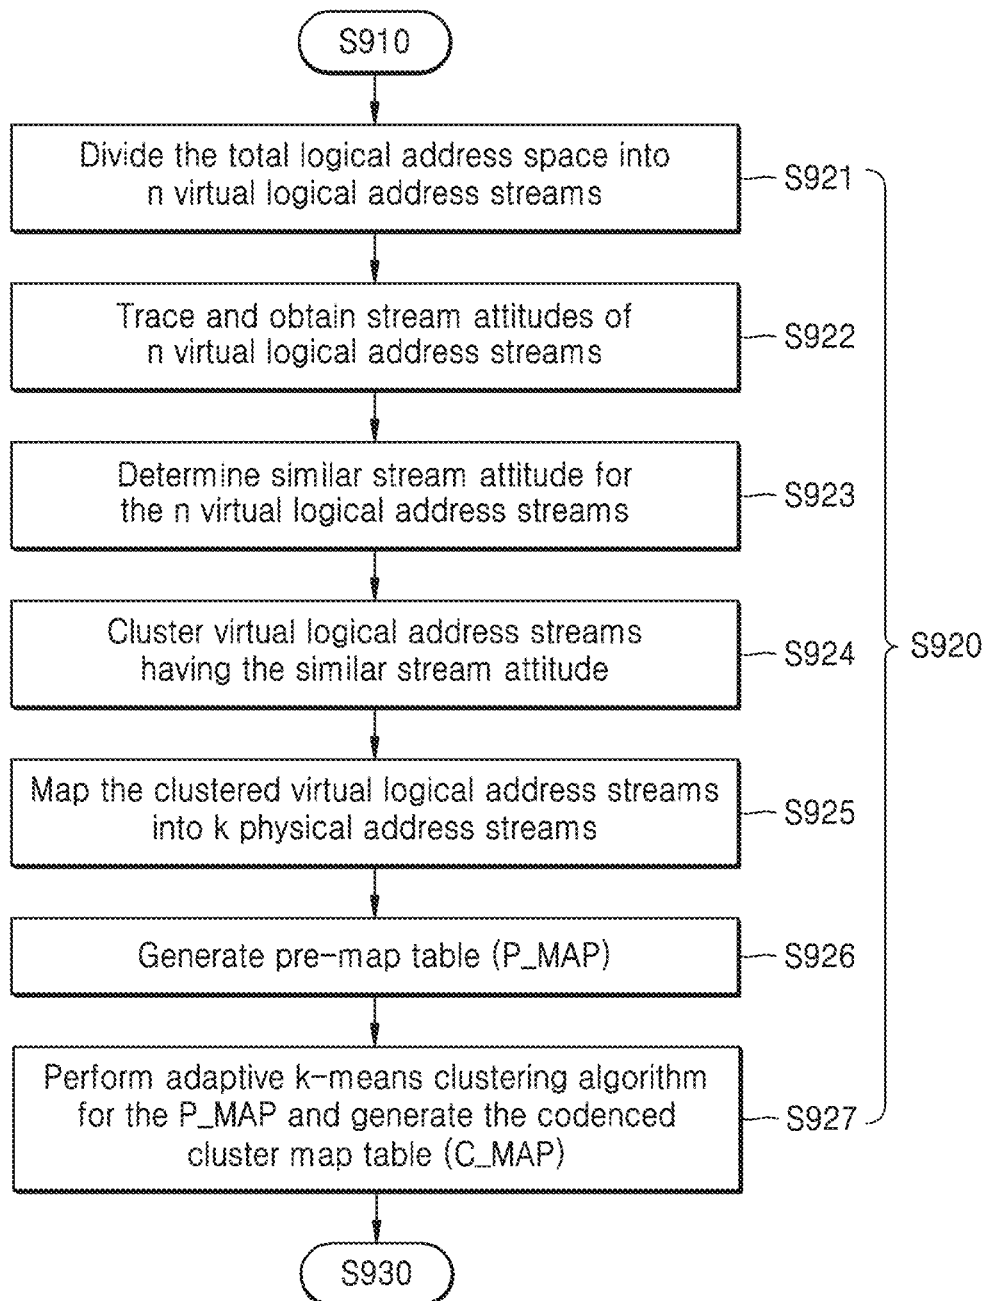 S910
Divide the total logical address space into
n virtual logical address streams
S921
Trace and obtain stream attitudes of
n virtual logical address streams
S922
Determine similar stream attitude for
the n virtual logical address streams
S923
Cluster virtual logical address streams
having the similar stream attitude
S924
S920
Map the clustered virtual logical address streams
into k physical address streams
S925
Generate pre-map table (P_MAP)
S926
Perform adaptive k-means clustering algorithm
for the P_MAP and generate the codenced
cluster map table (C_MAP)
S927
S930